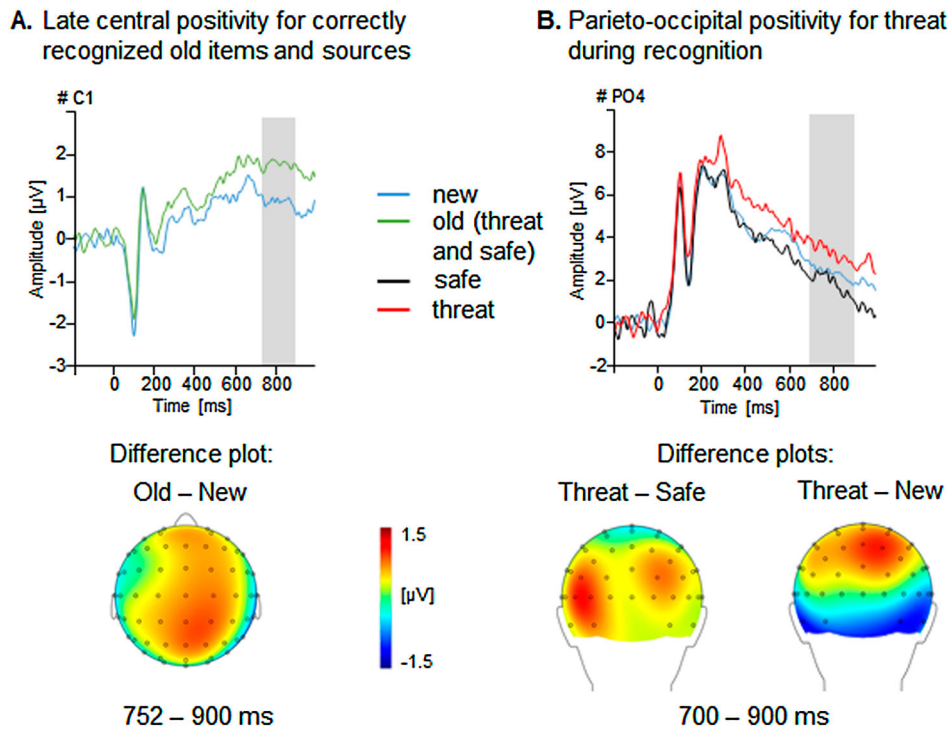 A. Late central positivity for correctly
recognized old items and sources
# C1
2
1
0
-1
-2
-3
Amplitude [µV]
0 200 400 600 800
Time [ms]
new
old (threat
and safe)
safe
threat
B. Parieto-occipital positivity for threat
during recognition
# PO4
8
6
4
2
0
-2
Amplitude [µV]
0 200 400 600 800
Time [ms]
Difference plot:
Old – New
1.5
[µV]
-1.5
752 – 900 ms
Difference plots:
Threat – Safe
Threat – New
700 – 900 ms